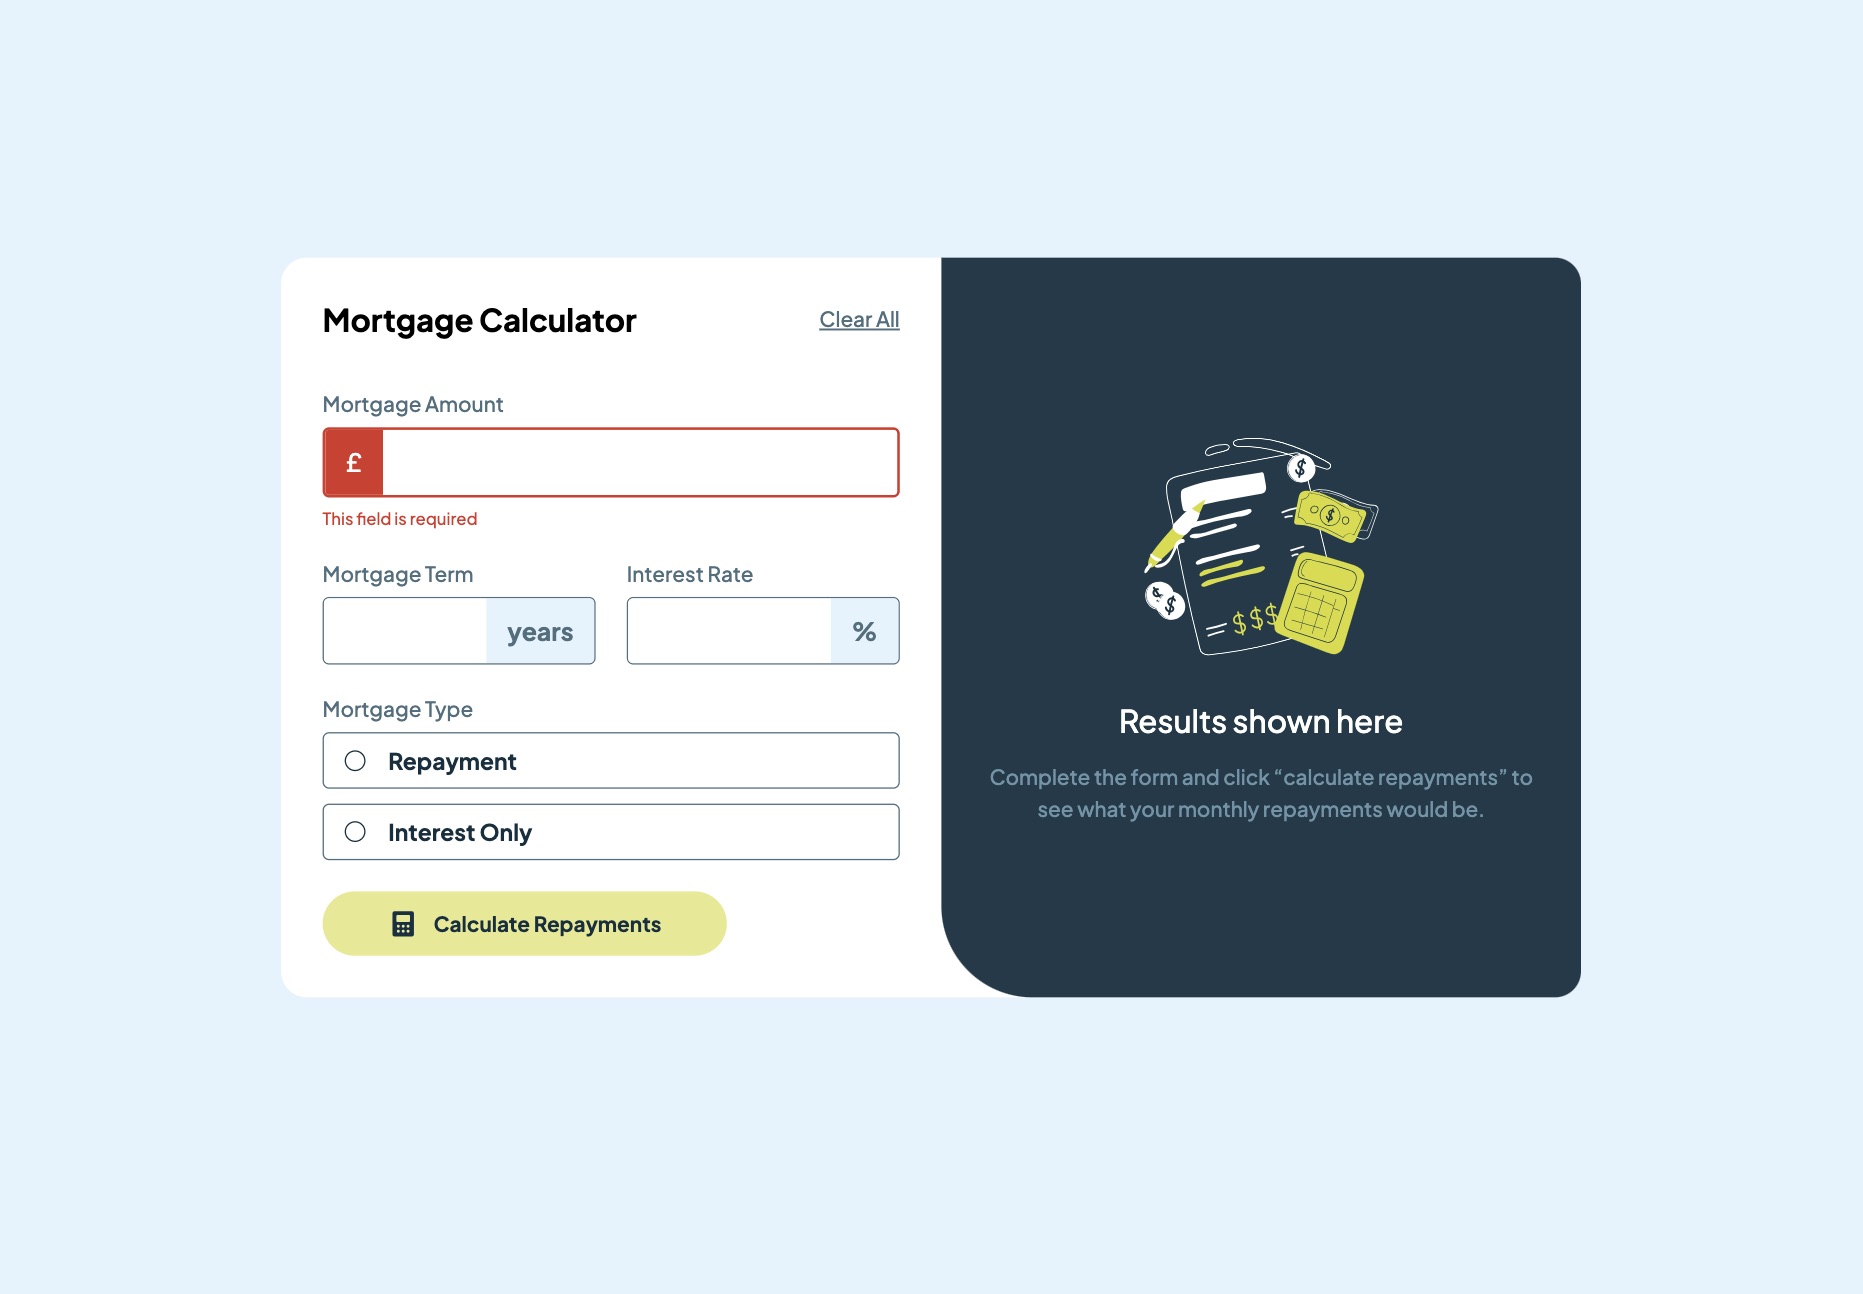 Mortgage Calculator
Clear All
Mortgage Amount
£
This field is required
Mortgage Term
Interest Rate
years
%
Mortgage Type
Repayment
Interest Only
Calculate Repayments
$
$
$ $
$$$
Results shown here
Complete the form and click “calculate repayments” to
see what your monthly repayments would be.